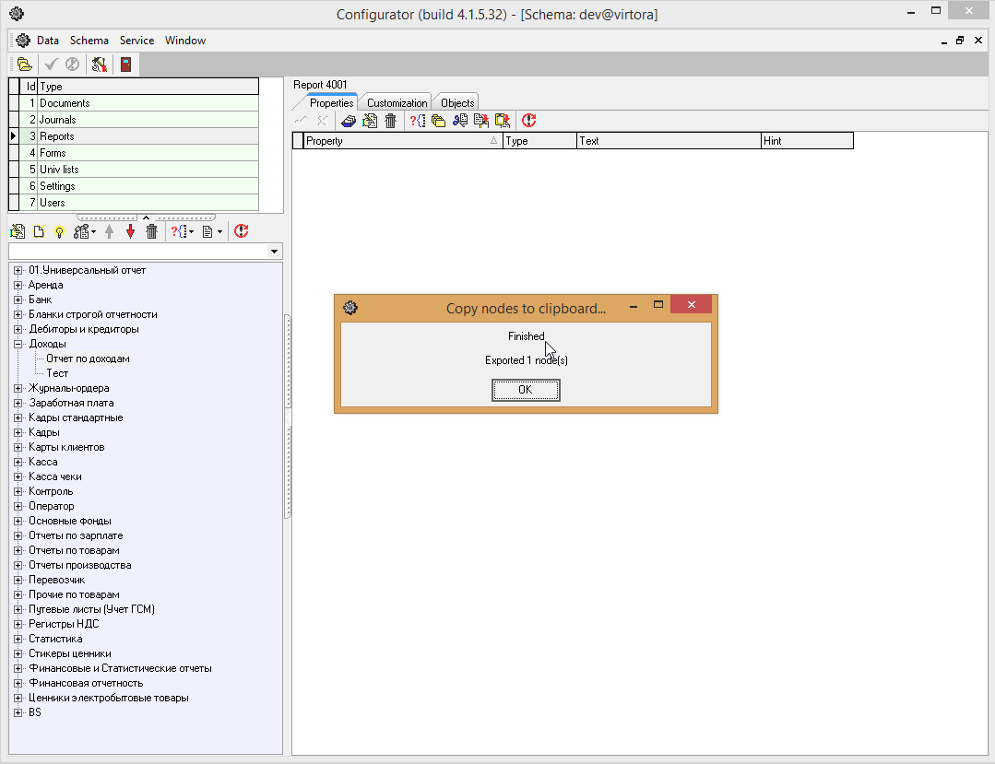 Configurator (build 4.1.5.32) - [Schema: dev@virtora]
Data Schema Service Window
Id Type
1 Documents
2 Journals
3 Reports
4 Forms
5 Univ lists
6 Settings
7 Users
Report 4001
Properties Customization Objects
Property Type Text Hint
01.Универсальный отчет
Аренда
Банк
Бланки строгой отчетности
Дебиторы и кредиторы
Доходы
Отчет по доходам
Тест
Журналы-ордера
Заработная плата
Кадры стандартные
Кадры
Карты клиентов
Касса
Касса чеки
Контроль
Оператор
Основные фонды
Отчеты по зарплате
Отчеты по товарам
Отчеты производства
Перевозчик
Прочие по товарам
Путевые листы (Учет ГСМ)
Регистры НДС
Статистика
Стикеры ценники
Финансовые и Статистические отчеты
Финансовая отчетность
Ценники электробытовые товары
BS
Copy nodes to clipboard...
Finished
Exported 1 node(s)
OK